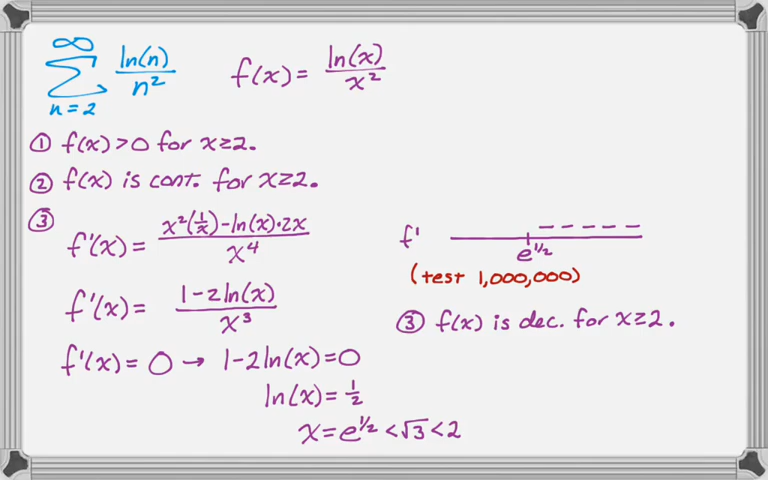 ∞
∑ ln(n)/n²
n = 2
f(x) = ln(x)/x²
① f(x) > 0 for x ≥ 2.
② f(x) is cont. for x ≥ 2.
③
f'(x) = (x²(1/x) - ln(x)·2x)/x⁴
f'(x) = (1 - 2ln(x))/x³
f'(x) = 0 → 1 - 2ln(x) = 0
ln(x) = 1/2
x = e^(1/2) < √3 < 2
f' – – – – –
e^(1/2)
(test 1,000,000)
③ f(x) is dec. for x ≥ 2.